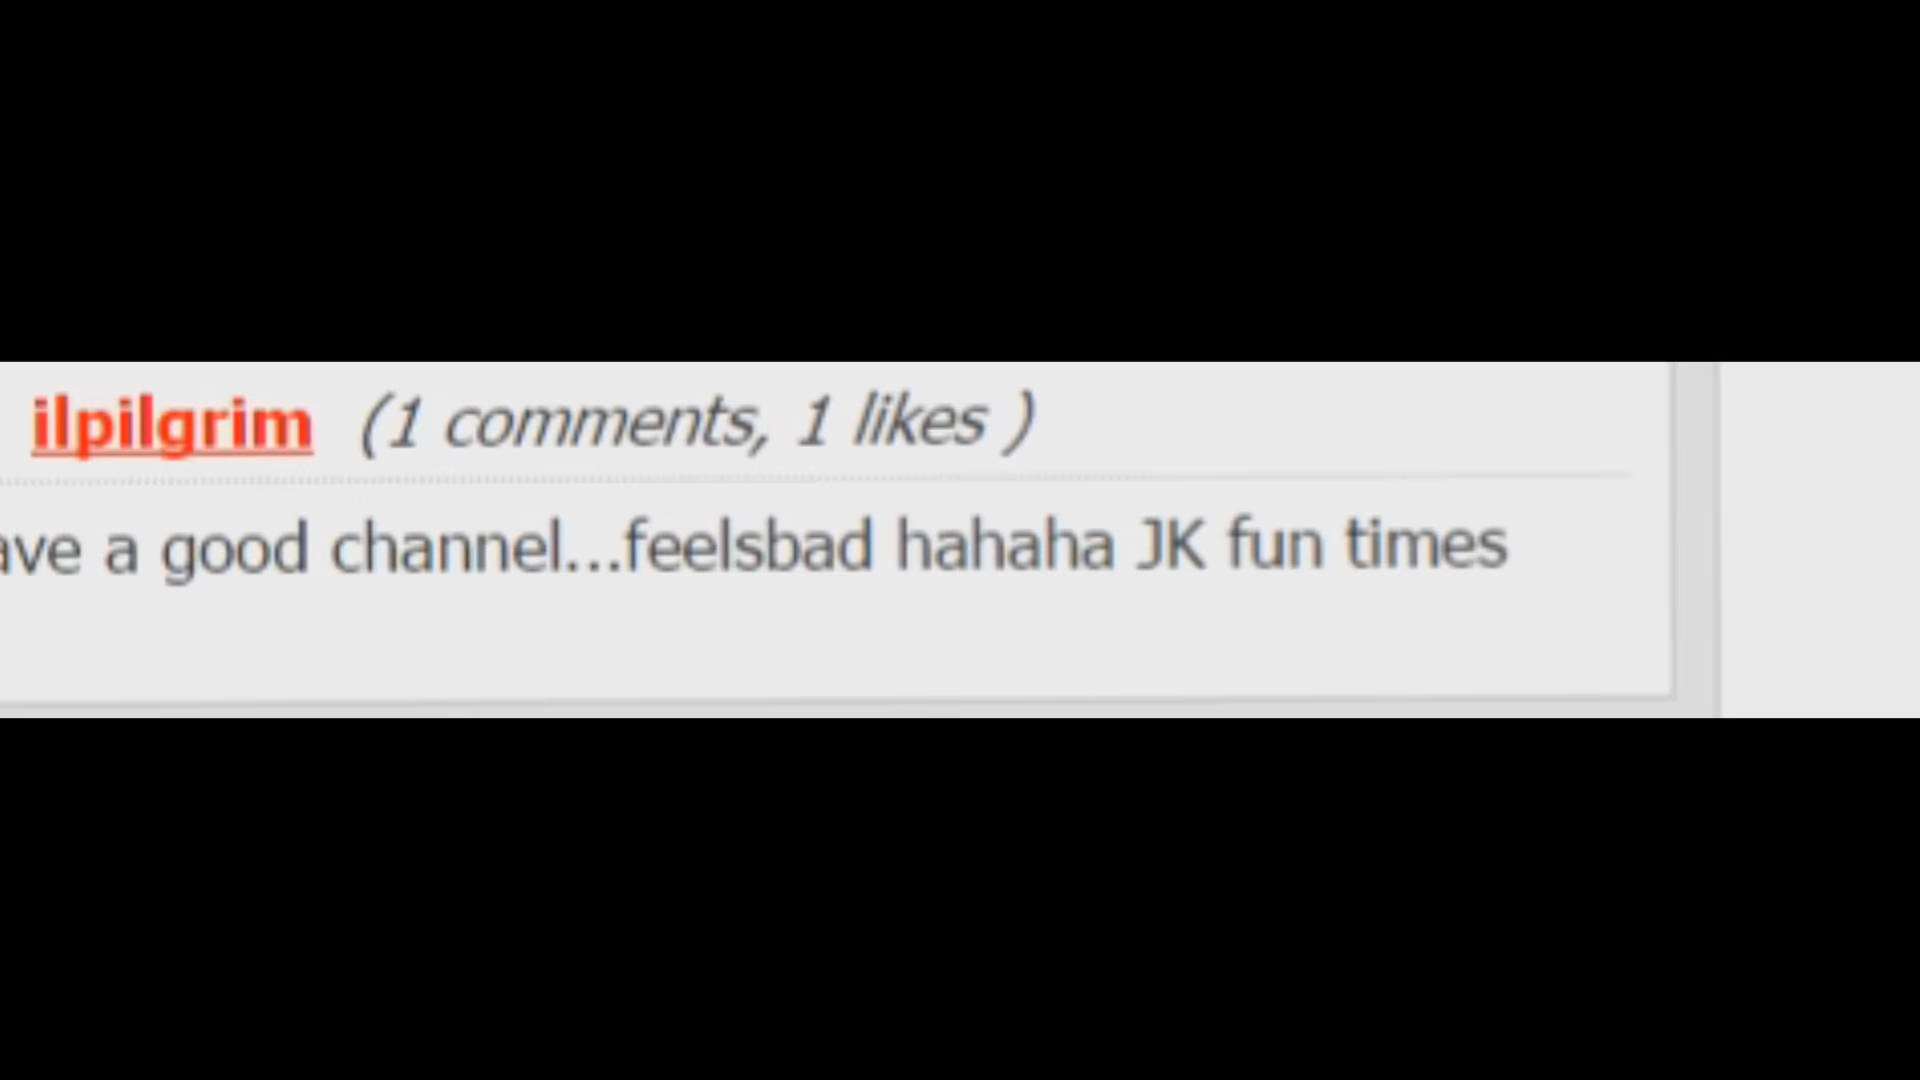 ilpilgrim (1 comments, 1 likes )
ave a good channel...feelsbad hahaha JK fun times